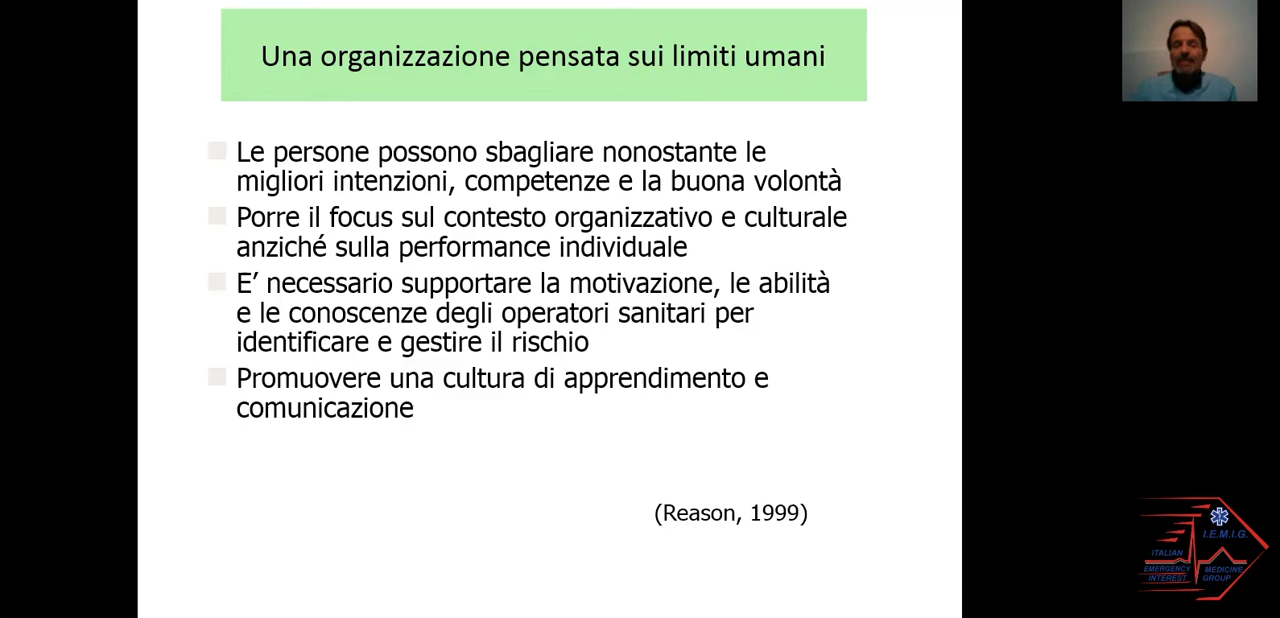 Una organizzazione pensata sui limiti umani
Le persone possono sbagliare nonostante le
migliori intenzioni, competenze e la buona volontà
Porre il focus sul contesto organizzativo e culturale
anziché sulla performance individuale
E’ necessario supportare la motivazione, le abilità
e le conoscenze degli operatori sanitari per
identificare e gestire il rischio
Promuovere una cultura di apprendimento e
comunicazione
(Reason, 1999)
I.E.M.I.G.
ITALIAN
EMERGENCY
INTEREST
MEDICINE
GROUP